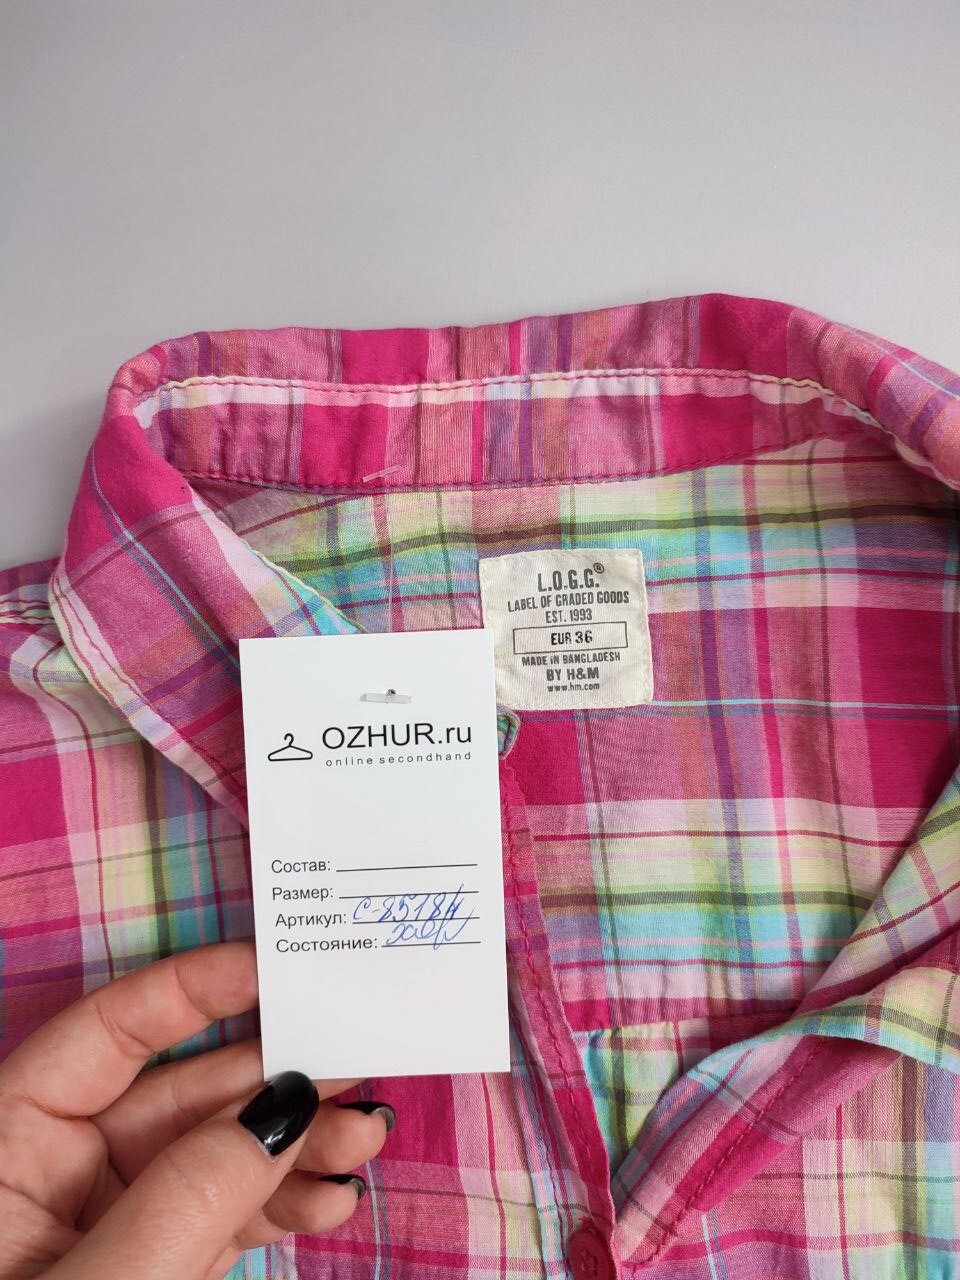 L.O.G.G.®
LABEL OF GRADED GOODS
EST. 1993
EUR 36
MADE IN BANGLADESH
BY H&M
www.hm.com
OZHUR.ru
online secondhand
Состав:
Размер:
Артикул: С-8518И
Состояние: